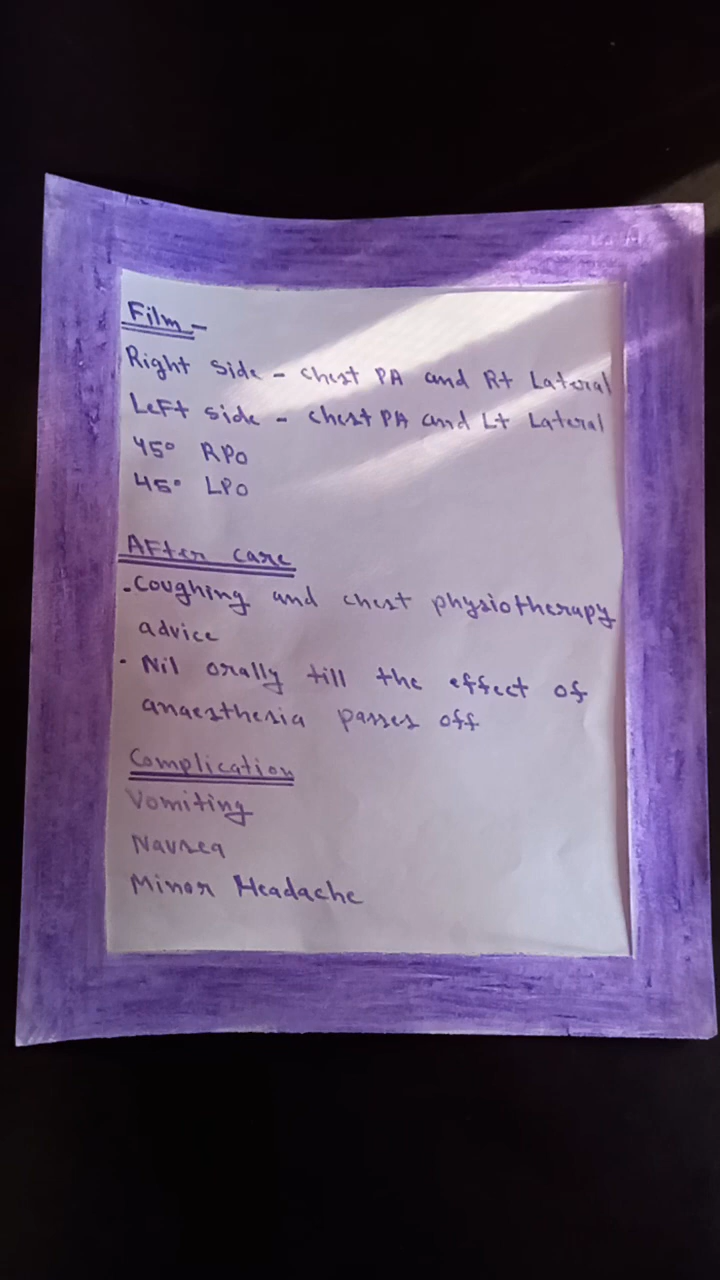 Film -
Right side - chest PA and Rt Lateral
Left side - chest PA and Lt Lateral
45° RPO
45° LPO
After care
• Coughing and chest physiotherapy
advice
• Nil orally till the effect of
anaesthesia passes off
Complication
Vomiting
Nausea
Minor Headache